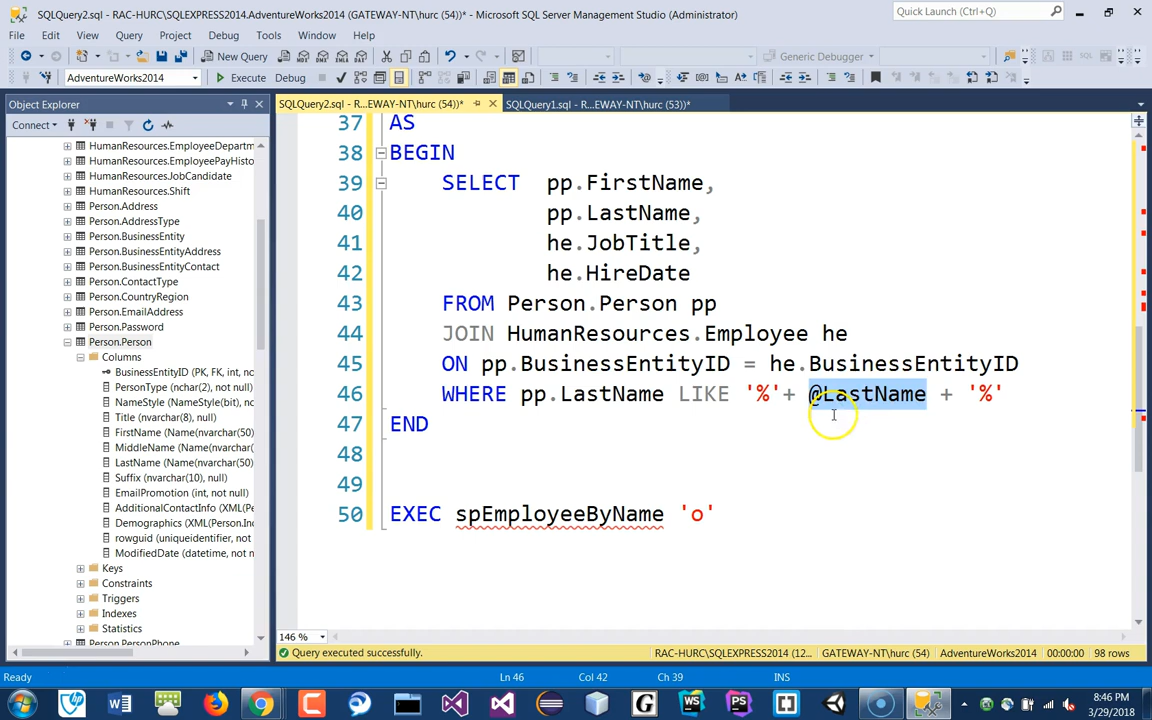 SQLQuery2.sql - RAC-HURC\SQLEXPRESS2014.AdventureWorks2014 (GATEWAY-NT\hurc (54))* - Microsoft SQL Server Management Studio (Administrator)
Quick Launch (Ctrl+Q)
File Edit View Query Project Debug Tools Window Help
New Query
Generic Debugger
AdventureWorks2014
Execute Debug
Object Explorer
SQLQuery2.sql - R...EWAY-NT\hurc (54))*
SQLQuery1.sql - R...EWAY-NT\hurc (53))*
Connect
HumanResources.EmployeeDepartm
HumanResources.EmployeePayHisto
HumanResources.JobCandidate
HumanResources.Shift
Person.Address
Person.AddressType
Person.BusinessEntity
Person.BusinessEntityAddress
Person.BusinessEntityContact
Person.ContactType
Person.CountryRegion
Person.EmailAddress
Person.Password
Person.Person
Columns
BusinessEntityID (PK, FK, int, no
PersonType (nchar(2), not null)
NameStyle (NameStyle(bit), no
Title (nvarchar(8), null)
FirstName (Name(nvarchar(50)
MiddleName (Name(nvarchar(50)
LastName (Name(nvarchar(50)
Suffix (nvarchar(10), null)
EmailPromotion (int, not null)
AdditionalContactInfo (XML(Per
Demographics (XML(Person.Ind
rowguid (uniqueidentifier, not
ModifiedDate (datetime, not n
Keys
Constraints
Triggers
Indexes
Statistics
Person.PersonPhone
37 AS
38 BEGIN
39 SELECT pp.FirstName,
40 pp.LastName,
41 he.JobTitle,
42 he.HireDate
43 FROM Person.Person pp
44 JOIN HumanResources.Employee he
45 ON pp.BusinessEntityID = he.BusinessEntityID
46 WHERE pp.LastName LIKE '%'+ @LastName + '%'
47 END
48
49
50 EXEC spEmployeeByName 'o'
146 %
Query executed successfully.
RAC-HURC\SQLEXPRESS2014 (12... GATEWAY-NT\hurc (54) AdventureWorks2014 00:00:00 98 rows
Ready
Ln 46 Col 42 Ch 39 INS
8:46 PM
3/29/2018